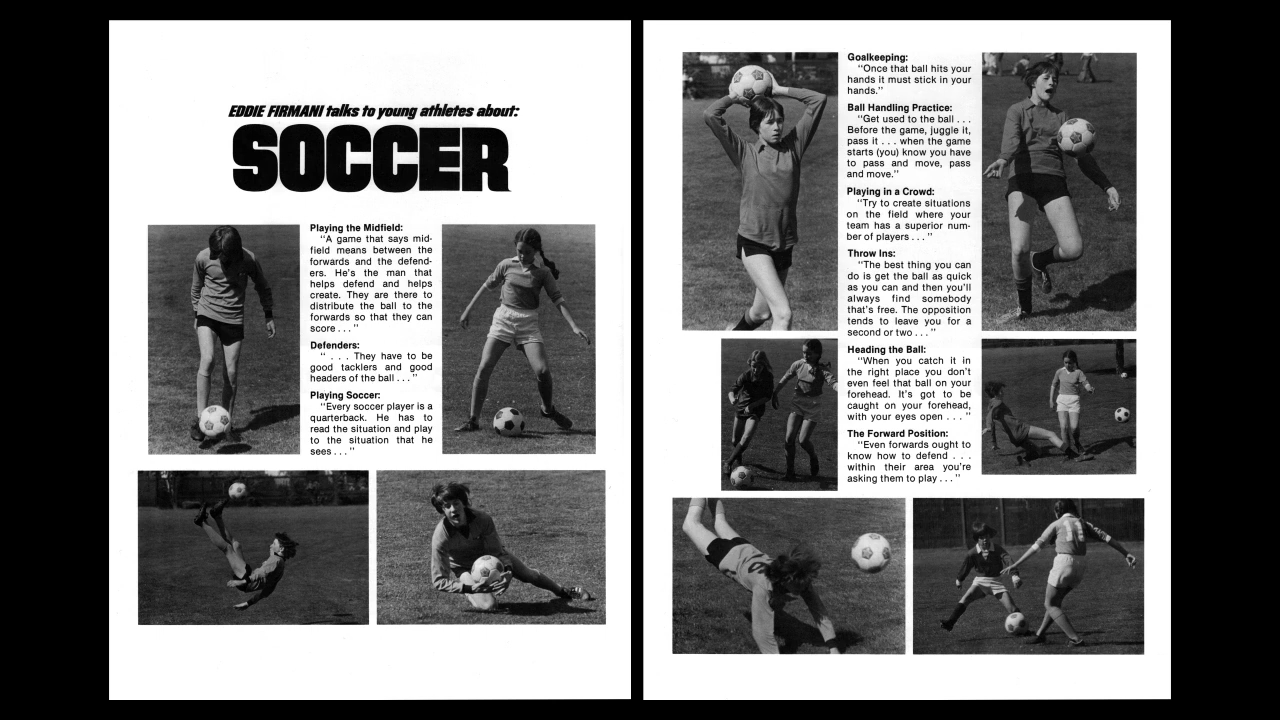 EDDIE FIRMANI talks to young athletes about:
SOCCER
Playing the Midfield:
“A game that says mid-
field means between the
forwards and the defend-
ers. He’s the man that
helps defend and helps
create. They are there to
distribute the ball to the
forwards so that they can
score . . . ”
Defenders:
“ . . . They have to be
good tacklers and good
headers of the ball . . . ”
Playing Soccer:
“Every soccer player is a
quarterback. He has to
read the situation and play
to the situation that he
sees . . . ”
Goalkeeping:
“Once that ball hits your
hands it must stick in your
hands.”
Ball Handling Practice:
“Get used to the ball . . .
Before the game, juggle it,
pass it . . . when the game
starts (you) know you have
to pass and move, pass
and move.”
Playing in a Crowd:
“Try to create situations
on the field where your
team has a superior num-
ber of players . . . ”
Throw Ins:
“The best thing you can
do is get the ball as quick
as you can and then you’ll
always find somebody
that’s free. The opposition
tends to leave you for a
second or two . . . ”
Heading the Ball:
“When you catch it in
the right place you don’t
even feel that ball on your
forehead. It’s got to be
caught on your forehead,
with your eyes open . . . ”
The Forward Position:
“Even forwards ought to
know how to defend . . .
within their area you’re
asking them to play . . . ”